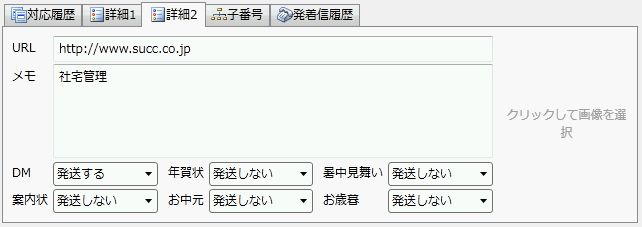 対応履歴 詳細1 詳細2 子番号 発着信履歴
URL http://www.succ.co.jp
メモ 社宅管理
クリックして画像を選
択
DM 発送する 年賀状 発送しない 暑中見舞い 発送しない
案内状 発送しない お中元 発送しない お歳暮 発送しない